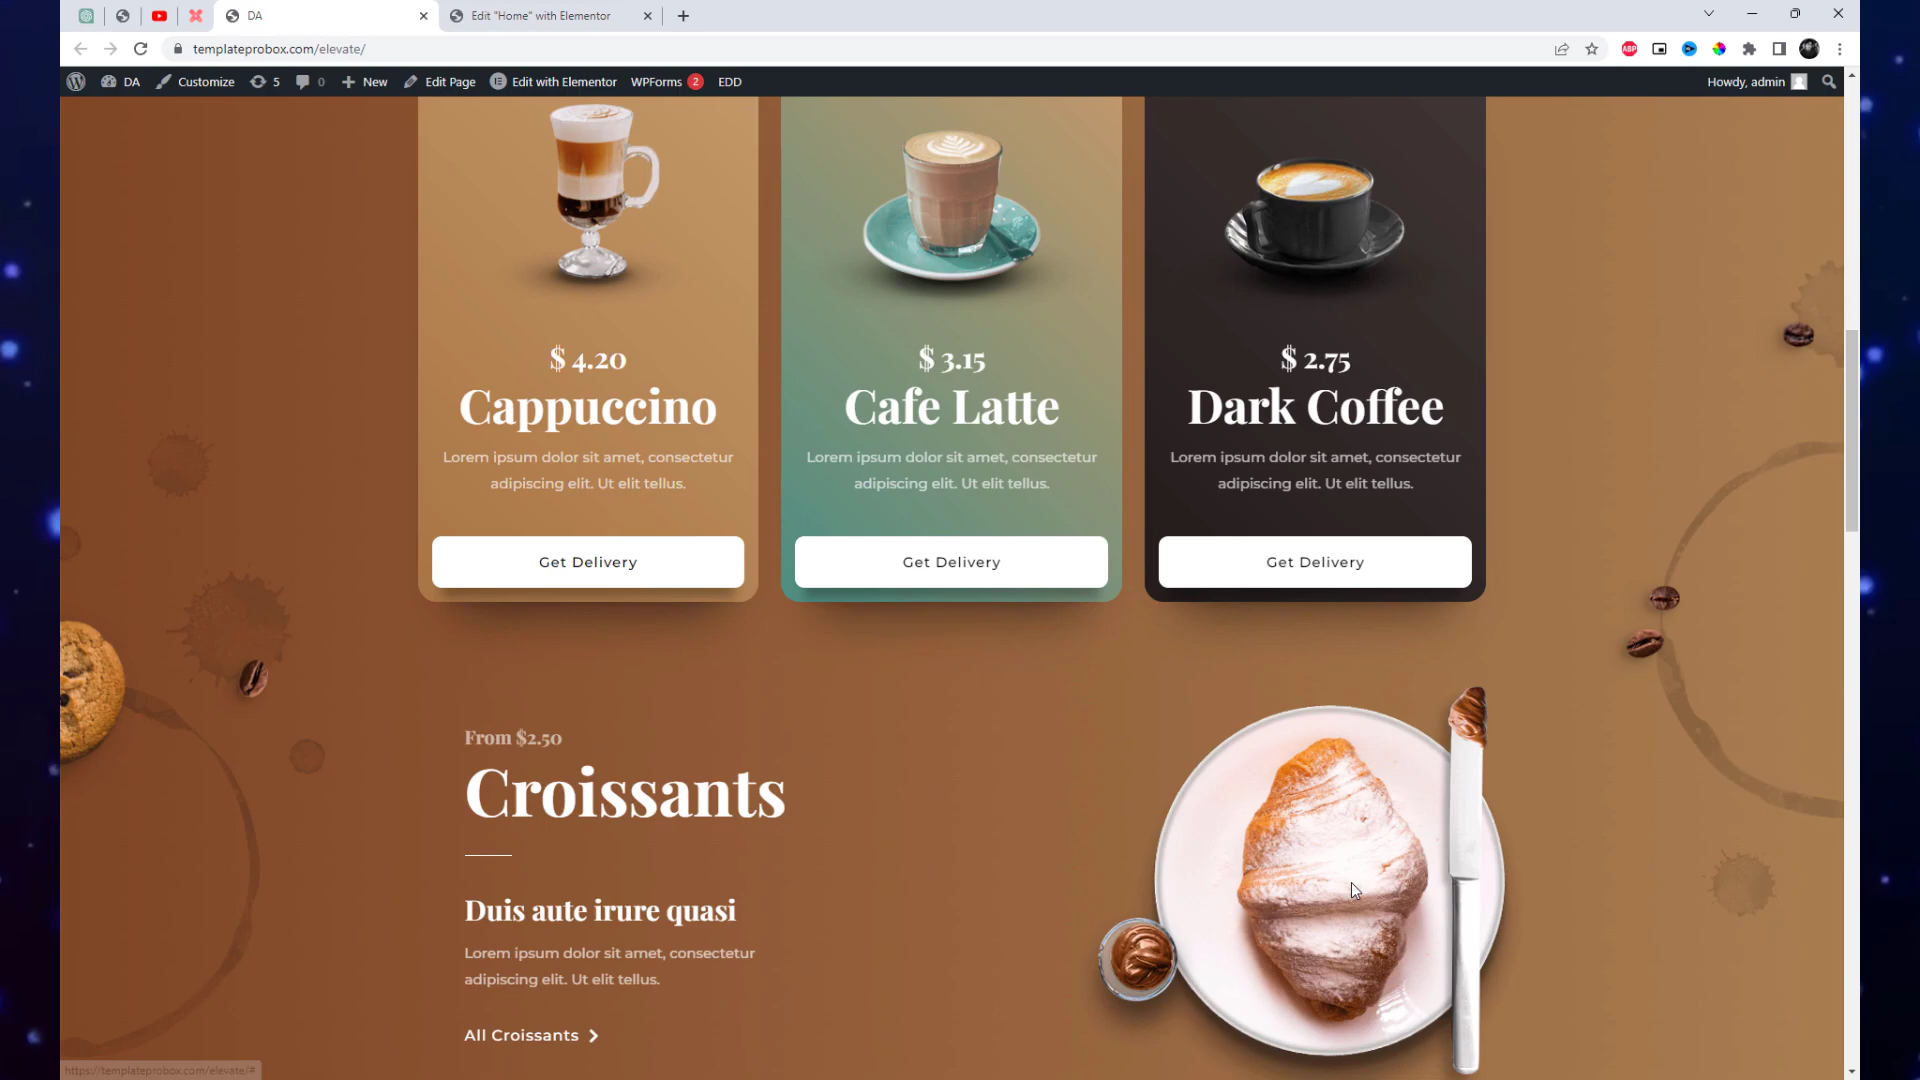 DA
Edit "Home" with Elementor
templateprobox.com/elevate/
ABP
DA
Customize
5
0
New
Edit Page
Edit with Elementor
WPForms 2
EDD
Howdy, admin
$ 4.20
Cappuccino
Lorem ipsum dolor sit amet, consectetur
adipiscing elit. Ut elit tellus.
Get Delivery
$ 3.15
Cafe Latte
Lorem ipsum dolor sit amet, consectetur
adipiscing elit. Ut elit tellus.
Get Delivery
$ 2.75
Dark Coffee
Lorem ipsum dolor sit amet, consectetur
adipiscing elit. Ut elit tellus.
Get Delivery
From $2.50
Croissants
Duis aute irure quasi
Lorem ipsum dolor sit amet, consectetur
adipiscing elit. Ut elit tellus.
All Croissants
https://templateprobox.com/elevate/#